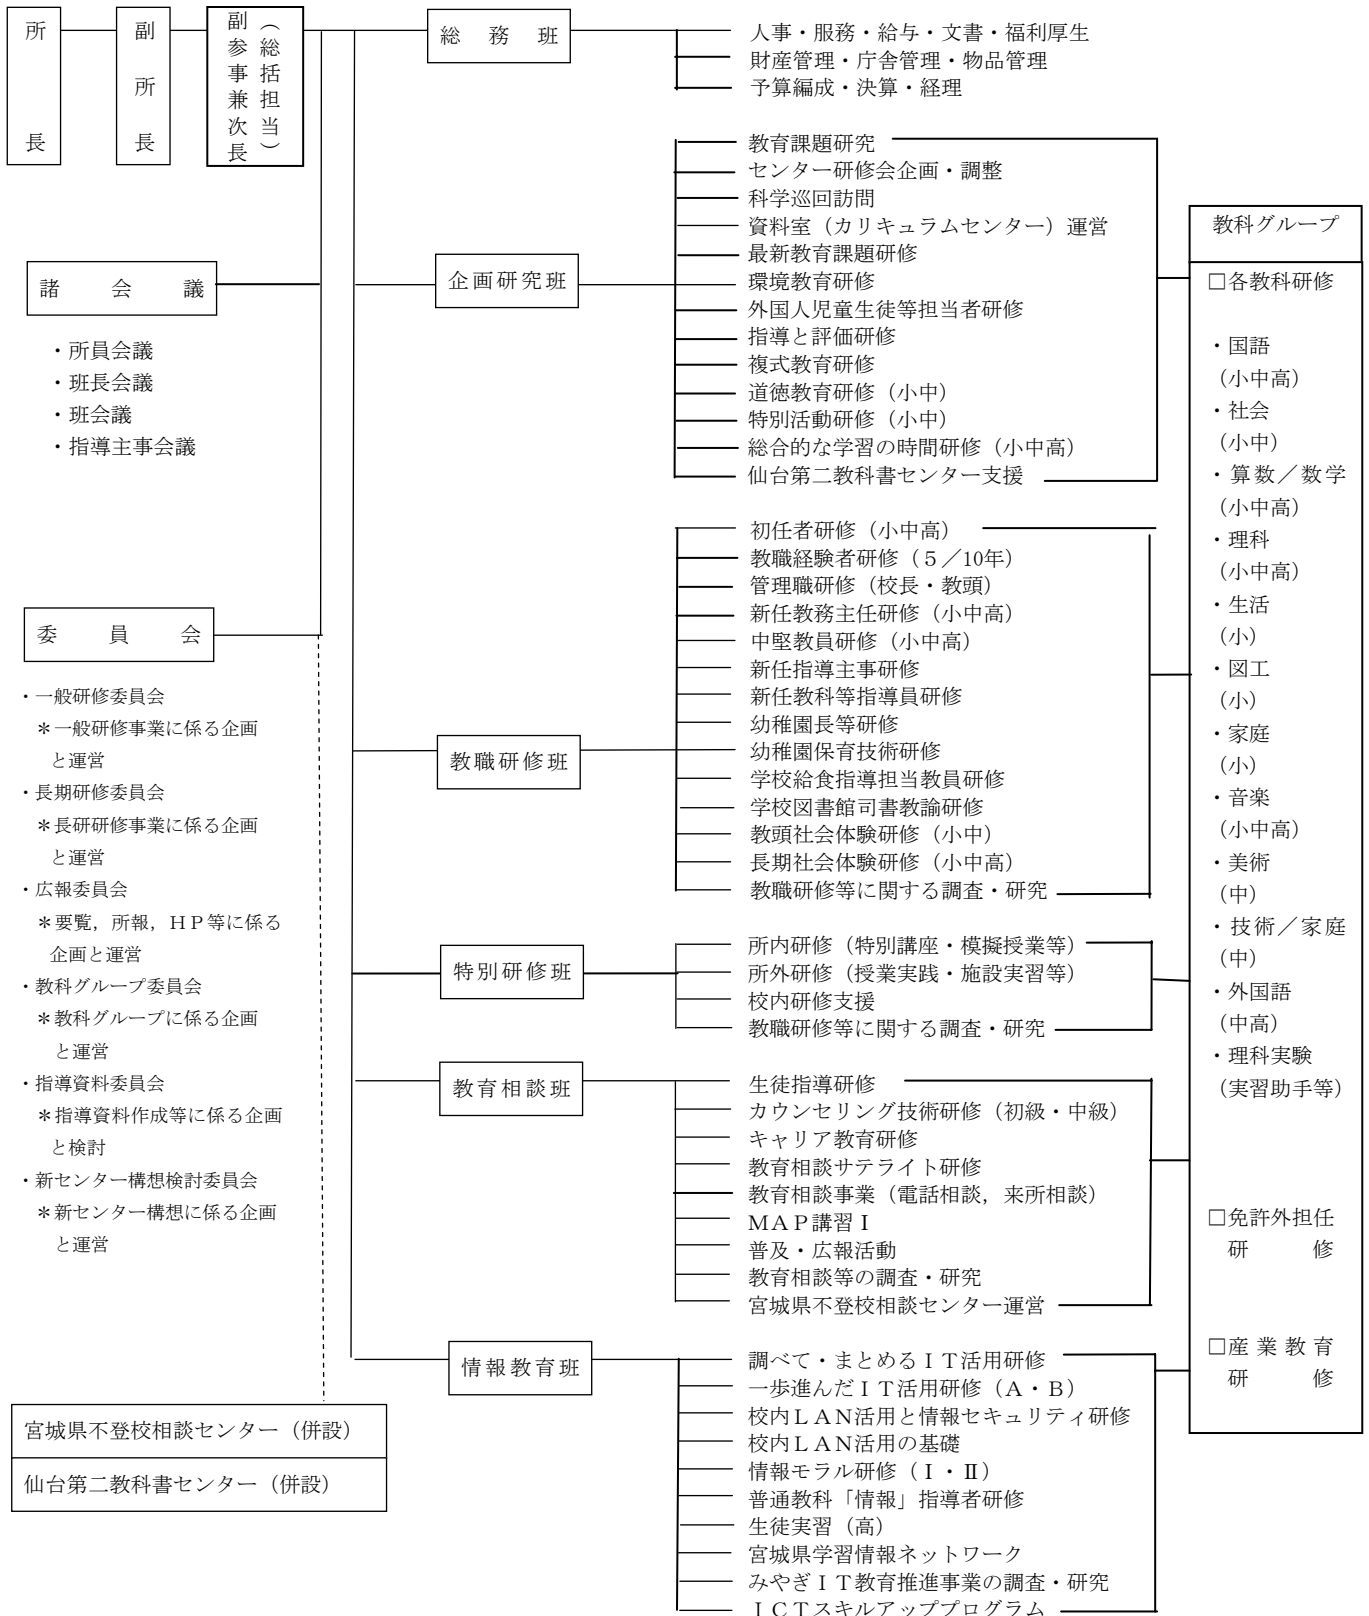 所長
副所長
副参事兼次長
（総括担当）
総務班
人事・服務・給与・文書・福利厚生
財産管理・庁舎管理・物品管理
予算編成・決算・経理
諸会議
・所員会議
・班長会議
・班会議
・指導主事会議
委員会
・一般研修委員会
＊一般研修事業に係る企画
と運営
・長期研修委員会
＊長研研修事業に係る企画
と運営
・広報委員会
＊要覧，所報，ＨＰ等に係る
企画と運営
・教科グループ委員会
＊教科グループに係る企画
と運営
・指導資料委員会
＊指導資料作成等に係る企画
と検討
・新センター構想検討委員会
＊新センター構想に係る企画
と運営
宮城県不登校相談センター（併設）
仙台第二教科書センター（併設）
企画研究班
教育課題研究
センター研修会企画・調整
科学巡回訪問
資料室（カリキュラムセンター）運営
最新教育課題研修
環境教育研修
外国人児童生徒等担当者研修
指導と評価研修
複式教育研修
道徳教育研修（小中）
特別活動研修（小中）
総合的な学習の時間研修（小中高）
仙台第二教科書センター支援
教職研修班
初任者研修（小中高）
教職経験者研修（５／10年）
管理職研修（校長・教頭）
新任教務主任研修（小中高）
中堅教員研修（小中高）
新任指導主事研修
新任教科等指導員研修
幼稚園長等研修
幼稚園保育技術研修
学校給食指導担当教員研修
学校図書館司書教諭研修
教頭社会体験研修（小中）
長期社会体験研修（小中高）
教職研修等に関する調査・研究
特別研修班
所内研修（特別講座・模擬授業等）
所外研修（授業実践・施設実習等）
校内研修支援
教職研修等に関する調査・研究
教育相談班
生徒指導研修
カウンセリング技術研修（初級・中級）
キャリア教育研修
教育相談サテライト研修
教育相談事業（電話相談，来所相談）
ＭＡＰ講習Ⅰ
普及・広報活動
教育相談等の調査・研究
宮城県不登校相談センター運営
情報教育班
調べて・まとめるＩＴ活用研修
一歩進んだＩＴ活用研修（Ａ・Ｂ）
校内ＬＡＮ活用と情報セキュリティ研修
校内ＬＡＮ活用の基礎
情報モラル研修（Ⅰ・Ⅱ）
普通教科「情報」指導者研修
生徒実習（高）
宮城県学習情報ネットワーク
みやぎＩＴ教育推進事業の調査・研究
ＩＣＴスキルアッププログラム
教科グループ
□各教科研修
・国語
（小中高）
・社会
（小中）
・算数／数学
（小中高）
・理科
（小中高）
・生活
（小）
・図工
（小）
・家庭
（小）
・音楽
（小中高）
・美術
（中）
・技術／家庭
（中）
・外国語
（中高）
・理科実験
（実習助手等）
□免許外担任
研修
□産業教育
研修